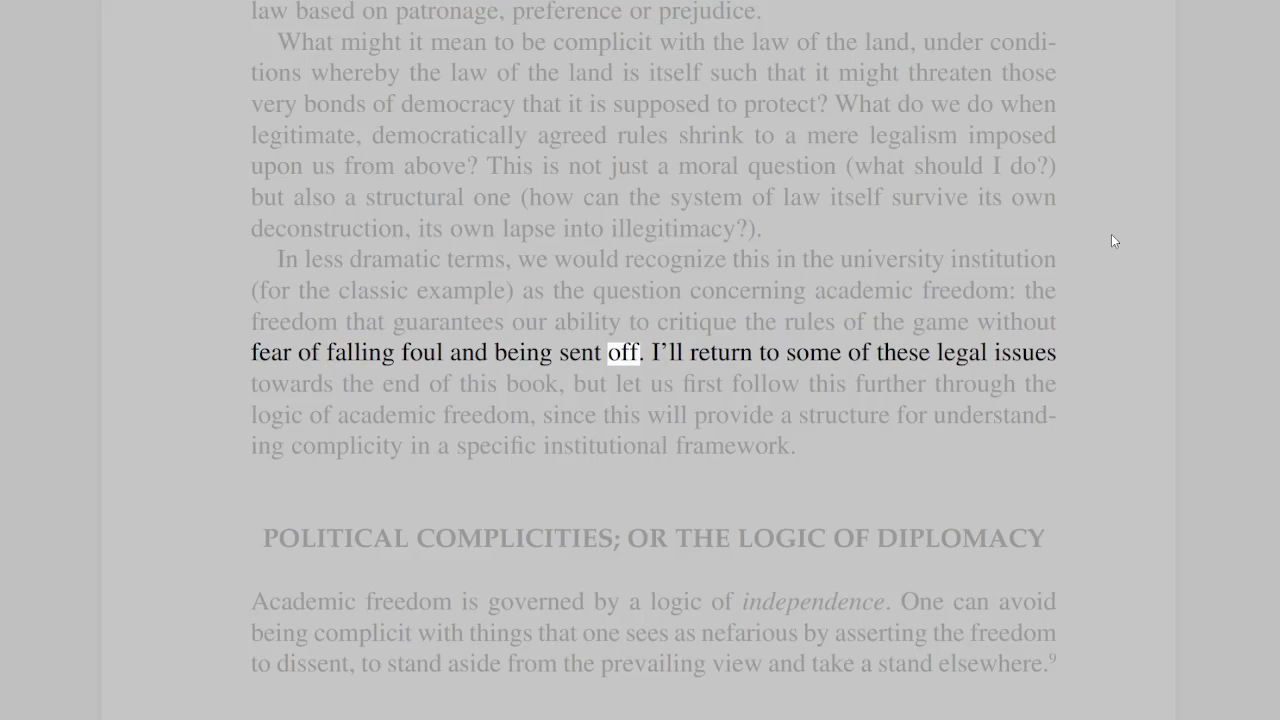 law based on patronage, preference or prejudice.
What might it mean to be complicit with the law of the land, under condi-
tions whereby the law of the land is itself such that it might threaten those
very bonds of democracy that it is supposed to protect? What do we do when
legitimate, democratically agreed rules shrink to a mere legalism imposed
upon us from above? This is not just a moral question (what should I do?)
but also a structural one (how can the system of law itself survive its own
deconstruction, its own lapse into illegitimacy?).
In less dramatic terms, we would recognize this in the university institution
(for the classic example) as the question concerning academic freedom: the
freedom that guarantees our ability to critique the rules of the game without
fear of falling foul and being sent off. I’ll return to some of these legal issues
towards the end of this book, but let us first follow this further through the
logic of academic freedom, since this will provide a structure for understand-
ing complicity in a specific institutional framework.
POLITICAL COMPLICITIES; OR THE LOGIC OF DIPLOMACY
Academic freedom is governed by a logic of independence. One can avoid
being complicit with things that one sees as nefarious by asserting the freedom
to dissent, to stand aside from the prevailing view and take a stand elsewhere.⁹